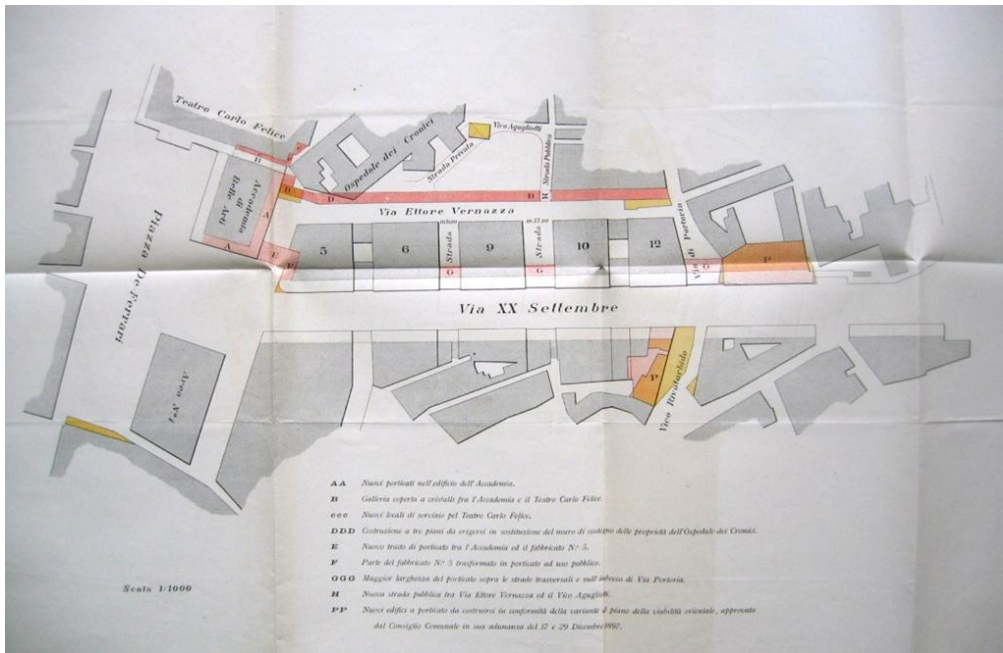 Teatro Carlo Felice
Vico Agugliotti
Ospedale dei Cronici
Strada Privata
Strada Pubblica
H
B
D
D
D
Accademia
di
Belle Arti
A
A
E
Via Ettore Vernazza
5
6
Strada
9
Strada
10
12
Via di Portoria
G
G
G
P
Piazza De Ferrari
Via XX Settembre
Area N.º 1
P
Vico Rivotorbido
AA Nuovi porticati nell'edificio dell'Accademia.
B Galleria coperta a cristalli fra l'Accademia e il Teatro Carlo Felice.
ccc Nuovi locali di servizio pel Teatro Carlo Felice.
DDD Costruzione a tre piani da erigersi in sostituzione del muro di sostegno delle proprietà dell'Ospedale dei Cronici.
E Nuovo tratto di porticato tra l'Accademia ed il fabbricato N.º 5.
F Parte del fabbricato N.º 5 trasformato in porticato ad uso pubblico.
GGG Maggior larghezza del porticato sopra le strade trasversali e sull' di Via Portoria.
H Nuova strada pubblica tra Via Ettore Vernazza ed il Vico Agugliotti.
PP Nuovi edifici a porticato da costrursi in conformità della variante piano della viabilità orientale, approvato
dal Consiglio Comunale in sua adunanza del 17 e 29 Dicembre 1897.
Scala 1:1000